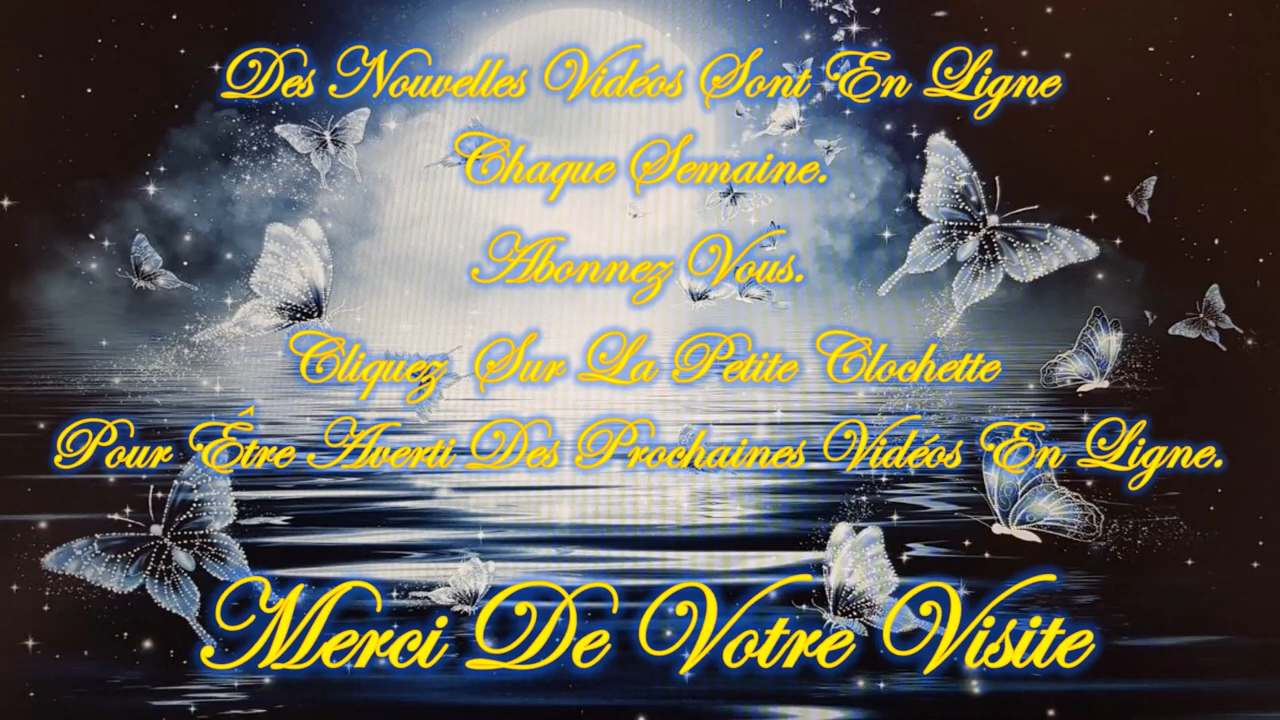 Des Nouvelles Vidéos Sont En Ligne
Chaque Semaine.
Abonnez Vous.
Cliquez Sur La Petite Clochette
Pour Être Averti Des Prochaines Vidéos En Ligne.
Merci De Votre Visite